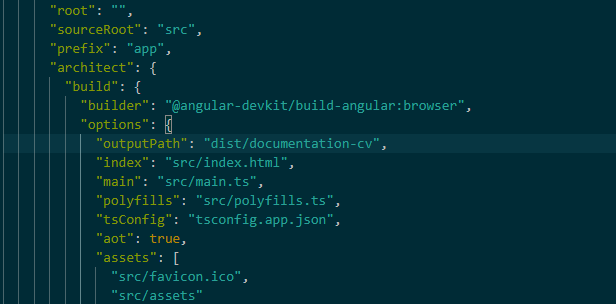 "root": "",
"sourceRoot": "src",
"prefix": "app",
"architect": {
"build": {
"builder": "@angular-devkit/build-angular:browser",
"options": {
"outputPath": "dist/documentation-cv",
"index": "src/index.html",
"main": "src/main.ts",
"polyfills": "src/polyfills.ts",
"tsConfig": "tsconfig.app.json",
"aot": true,
"assets": [
"src/favicon.ico",
"src/assets"